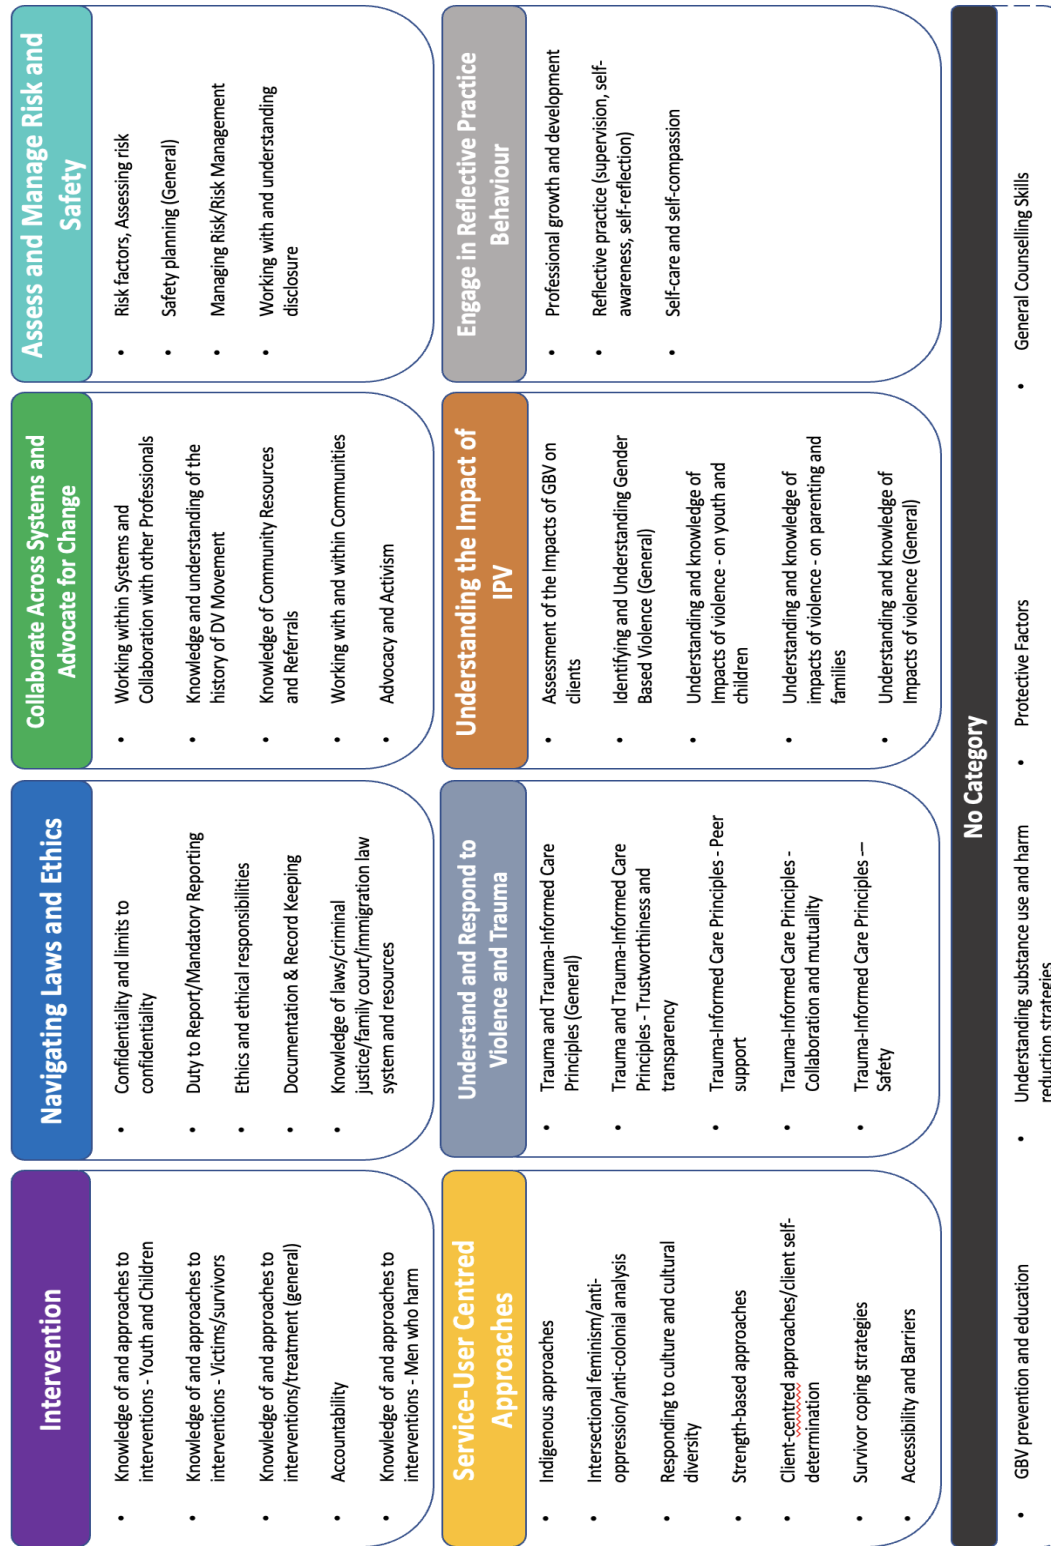 Intervention
• Knowledge of and approaches to
interventions - Youth and Children
• Knowledge of and approaches to
interventions - Victims/survivors
• Knowledge of and approaches to
interventions/treatment (general)
• Accountability
• Knowledge of and approaches to
interventions - Men who harm
Navigating Laws and Ethics
• Confidentiality and limits to
confidentiality
• Duty to Report/Mandatory Reporting
• Ethics and ethical responsibilities
• Documentation & Record Keeping
• Knowledge of laws/criminal
justice/family court/immigration law
system and resources
Collaborate Across Systems and
Advocate for Change
• Working within Systems and
Collaboration with other Professionals
• Knowledge and understanding of the
history of DV Movement
• Knowledge of Community Resources
and Referrals
• Working with and within Communities
• Advocacy and Activism
Assess and Manage Risk and
Safety
• Risk factors, Assessing risk
• Safety planning (General)
• Managing Risk/Risk Management
• Working with and understanding
disclosure
Service-User Centred
Approaches
• Indigenous approaches
• Intersectional feminism/anti-
oppression/anti-colonial analysis
• Responding to culture and cultural
diversity
• Strength-based approaches
• Client-centred approaches/client self-
determination
• Survivor coping strategies
• Accessibility and Barriers
Understand and Respond to
Violence and Trauma
• Trauma and Trauma-Informed Care
Principles (General)
• Trauma and Trauma-Informed Care
Principles - Trustworthiness and
transparency
• Trauma-Informed Care Principles - Peer
support
• Trauma-Informed Care Principles -
Collaboration and mutuality
• Trauma-Informed Care Principles —
Safety
Understanding the Impact of
IPV
• Assessment of the Impacts of GBV on
clients
• Identifying and Understanding Gender
Based Violence (General)
• Understanding and knowledge of
Impacts of violence - on youth and
children
• Understanding and knowledge of
impacts of violence - on parenting and
families
• Understanding and knowledge of
Impacts of violence (General)
Engage in Reflective Practice
Behaviour
• Professional growth and development
• Reflective practice (supervision, self-
awareness, self-reflection)
• Self-care and self-compassion
No Category
• GBV prevention and education
• Understanding substance use and harm
reduction strategies
• Protective Factors
• General Counselling Skills